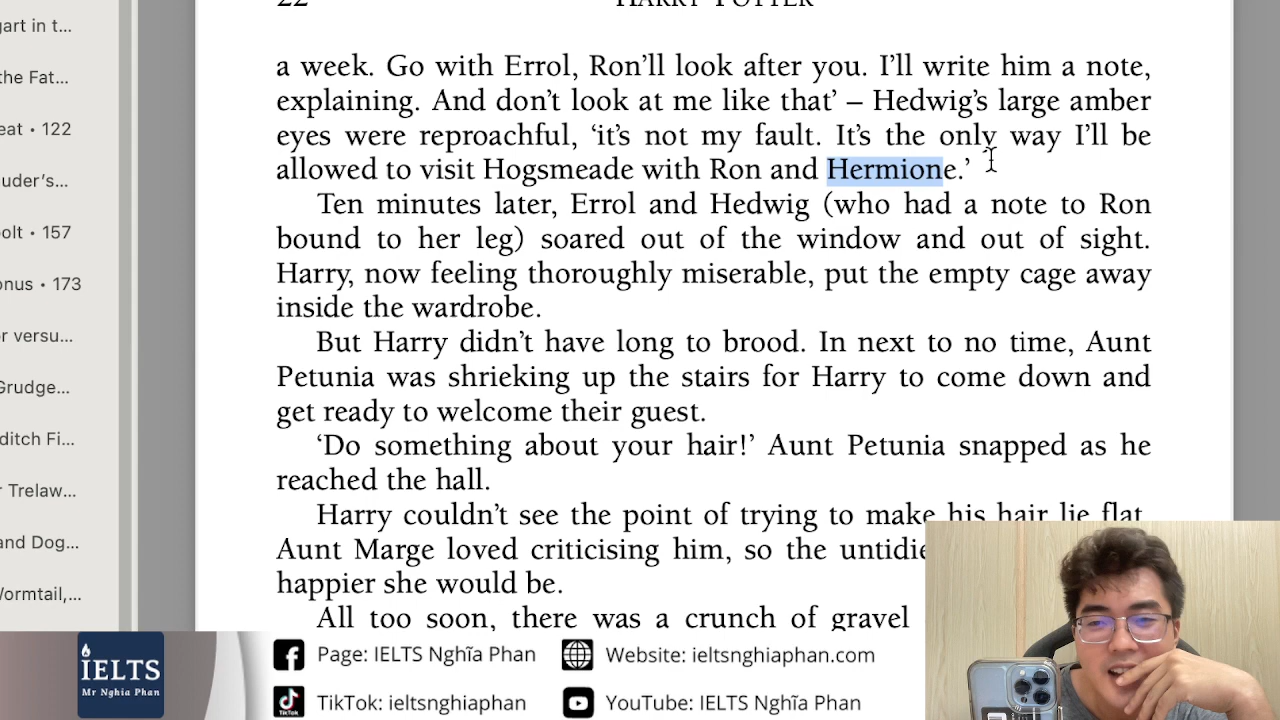 22 HARRY POTTER
a week. Go with Errol, Ron’ll look after you. I’ll write him a note,
explaining. And don’t look at me like that’ – Hedwig’s large amber
eyes were reproachful, ‘it’s not my fault. It’s the only way I’ll be
allowed to visit Hogsmeade with Ron and Hermione.’
Ten minutes later, Errol and Hedwig (who had a note to Ron
bound to her leg) soared out of the window and out of sight.
Harry, now feeling thoroughly miserable, put the empty cage away
inside the wardrobe.
But Harry didn’t have long to brood. In next to no time, Aunt
Petunia was shrieking up the stairs for Harry to come down and
get ready to welcome their guest.
‘Do something about your hair!’ Aunt Petunia snapped as he
reached the hall.
Harry couldn’t see the point of trying to make his hair lie flat.
Aunt Marge loved criticising him, so the untidie
happier she would be.
All too soon, there was a crunch of gravel
gart in t...
the Fat...
eat • 122
uder’s...
olt • 157
onus • 173
or versu...
Grudge...
ditch Fi...
r Trelaw...
and Dog...
Wormtail,...
IELTS
Mr Nghia Phan
Page: IELTS Nghĩa Phan
Website: ieltsnghiaphan.com
TikTok: ieltsnghiaphan
YouTube: IELTS Nghĩa Phan